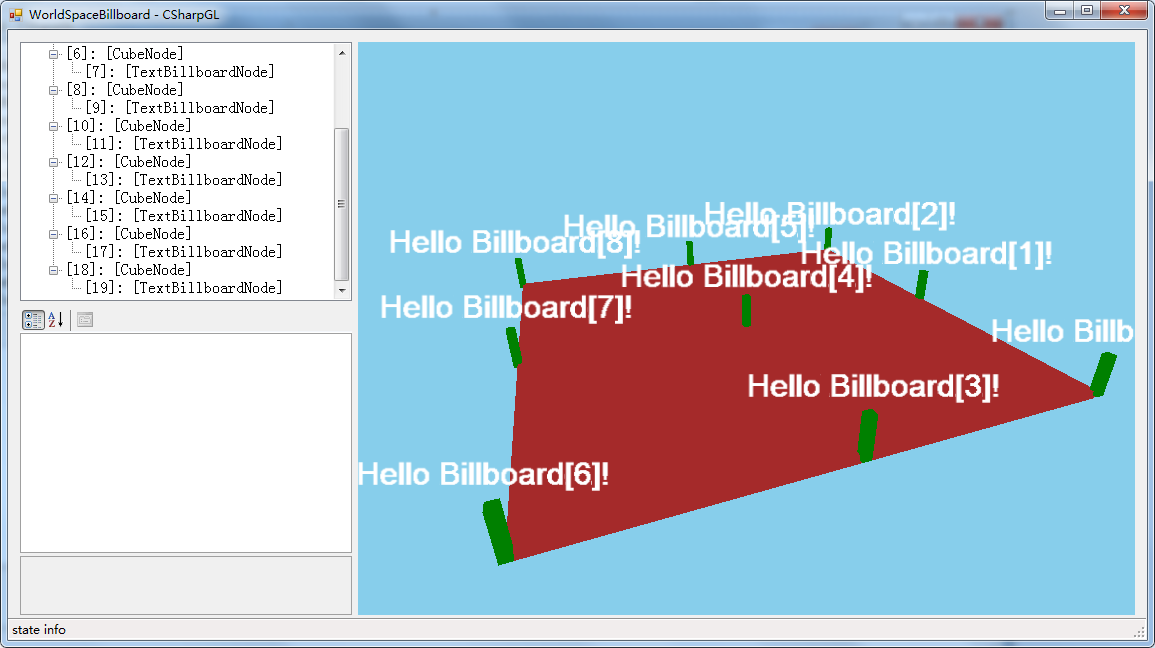 WorldSpaceBillboard - CSharpGL
[6]: [CubeNode]
[7]: [TextBillboardNode]
[8]: [CubeNode]
[9]: [TextBillboardNode]
[10]: [CubeNode]
[11]: [TextBillboardNode]
[12]: [CubeNode]
[13]: [TextBillboardNode]
[14]: [CubeNode]
[15]: [TextBillboardNode]
[16]: [CubeNode]
[17]: [TextBillboardNode]
[18]: [CubeNode]
[19]: [TextBillboardNode]
Hello Billboard[2]!
Hello Billboard[5]!
Hello Billboard[8]!
Hello Billboard[1]!
Hello Billboard[4]!
Hello Billboard[7]!
Hello Billb
Hello Billboard[3]!
Hello Billboard[6]!
state info